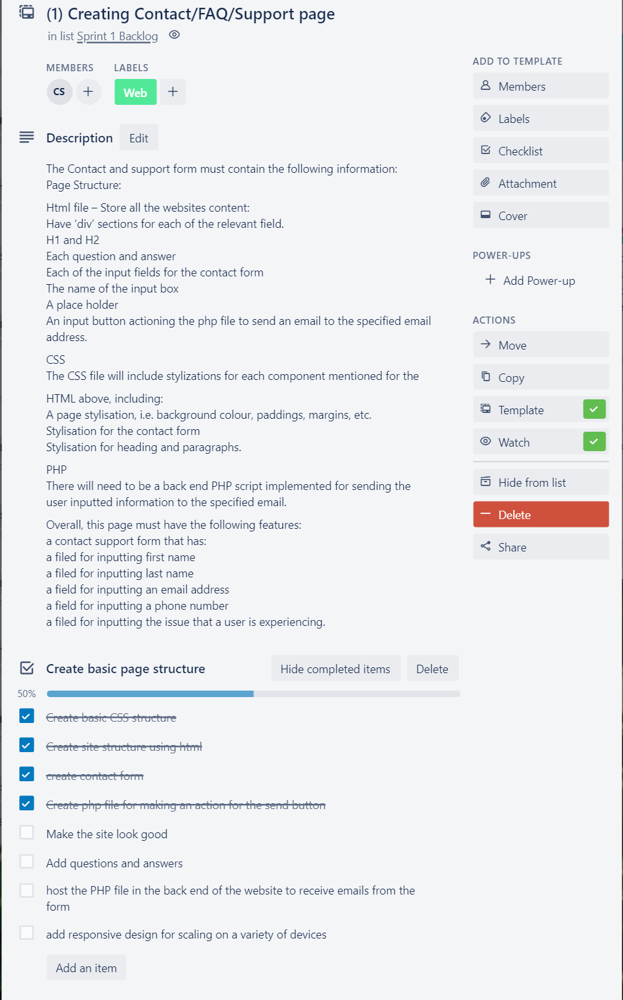 (1) Creating Contact/FAQ/Support page
in list Sprint 1 Backlog
MEMBERS
LABELS
CS
Web
Description
Edit
The Contact and support form must contain the following information:
Page Structure:
Html file – Store all the websites content:
Have ‘div’ sections for each of the relevant field.
H1 and H2
Each question and answer
Each of the input fields for the contact form
The name of the input box
A place holder
An input button actioning the php file to send an email to the specified email
address.
CSS
The CSS file will include stylizations for each component mentioned for the
HTML above, including:
A page stylisation, i.e. background colour, paddings, margins, etc.
Stylisation for the contact form
Stylisation for heading and paragraphs.
PHP
There will need to be a back end PHP script implemented for sending the
user inputted information to the specified email.
Overall, this page must have the following features:
a contact support form that has:
a filed for inputting first name
a filed for inputting last name
a field for inputting an email address
a field for inputting a phone number
a filed for inputting the issue that a user is experiencing.
Create basic page structure
Hide completed items
Delete
50%
Create basic CSS structure
Create site structure using html
create contact form
Create php file for making an action for the send button
Make the site look good
Add questions and answers
host the PHP file in the back end of the website to receive emails from the
form
add responsive design for scaling on a variety of devices
Add an item
ADD TO TEMPLATE
Members
Labels
Checklist
Attachment
Cover
POWER-UPS
+ Add Power-up
ACTIONS
Move
Copy
Template
Watch
Hide from list
Delete
Share